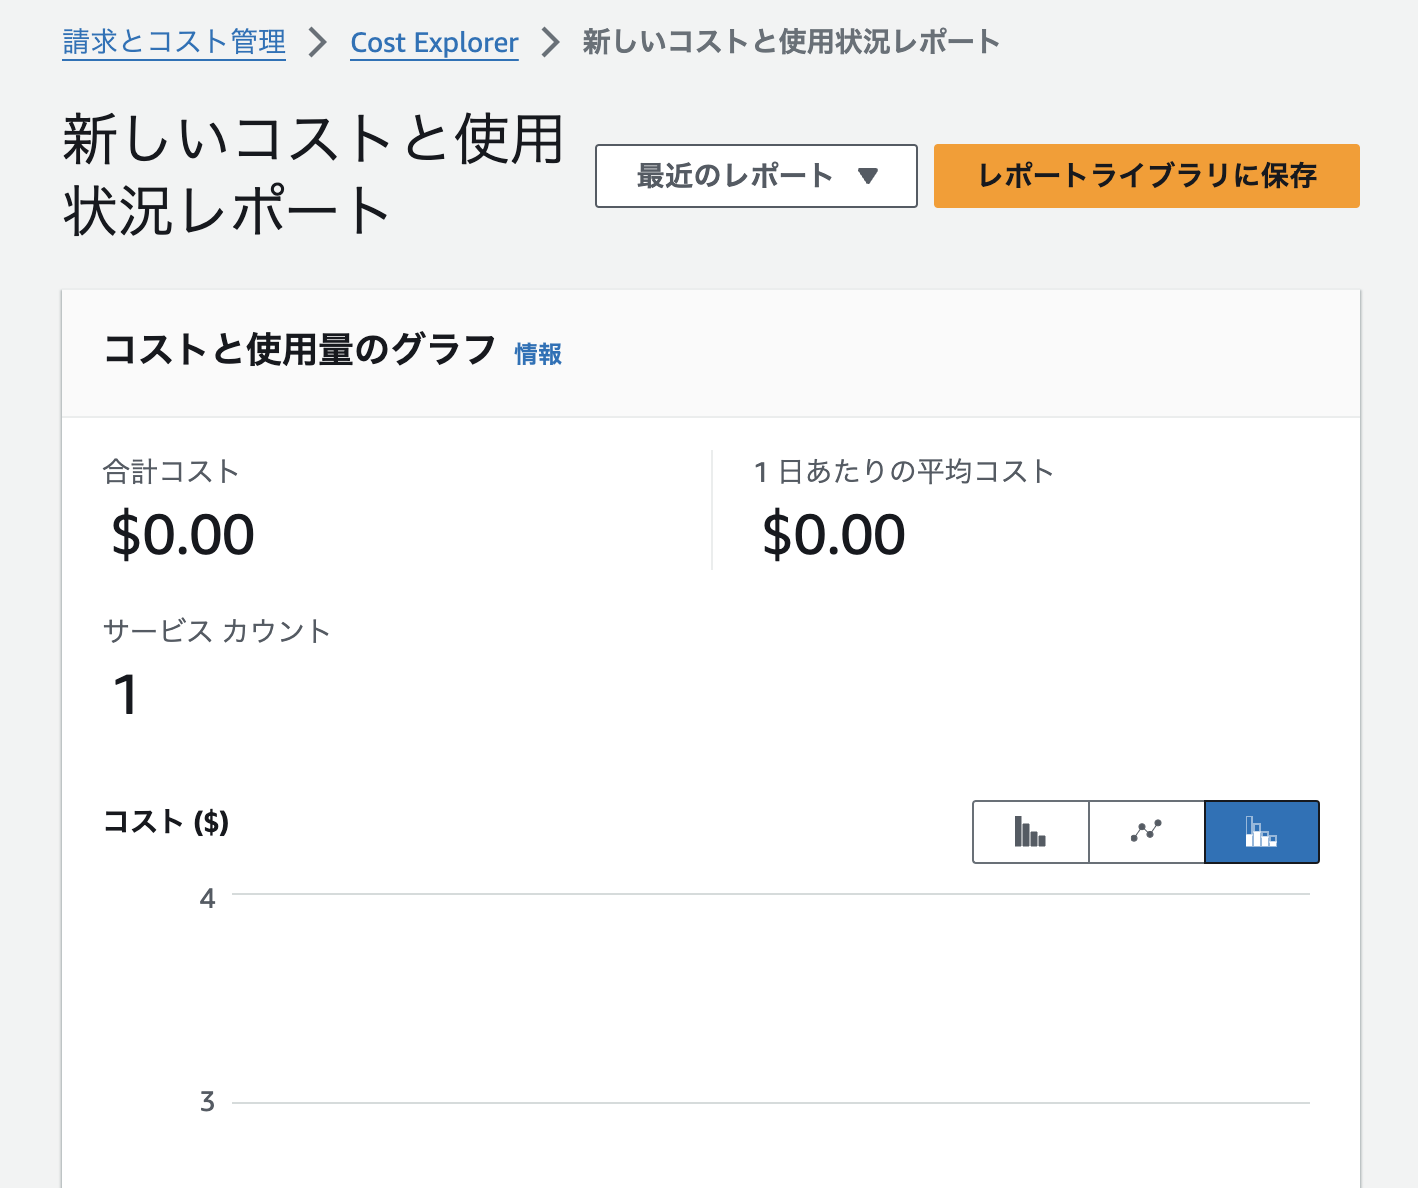 請求とコスト管理 > Cost Explorer > 新しいコストと使用状況レポート
新しいコストと使用
状況レポート
最近のレポート ▼
レポートライブラリに保存
コストと使用量のグラフ 情報
合計コスト
$0.00
1 日あたりの平均コスト
$0.00
サービス カウント
1
コスト ($)
4
3